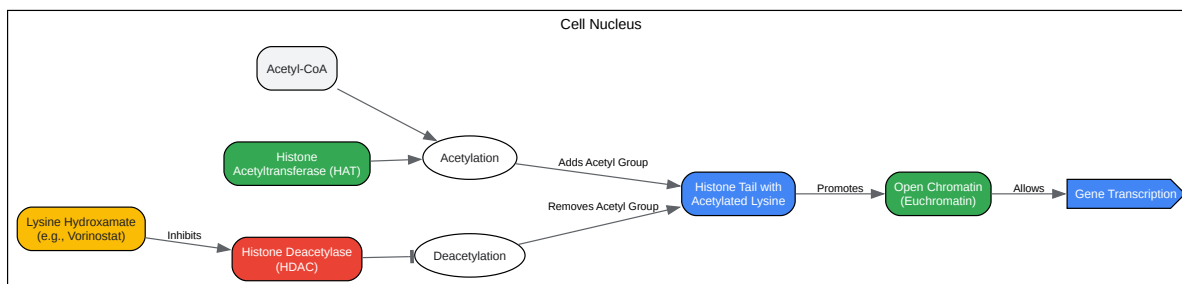 Cell Nucleus
Acetyl-CoA
Histone
Acetyltransferase (HAT)
Acetylation
Adds Acetyl Group
Histone Tail with
Acetylated Lysine
Promotes
Open Chromatin
(Euchromatin)
Allows
Gene Transcription
Removes Acetyl Group
Lysine Hydroxamate
(e.g., Vorinostat)
Inhibits
Histone Deacetylase
(HDAC)
Deacetylation